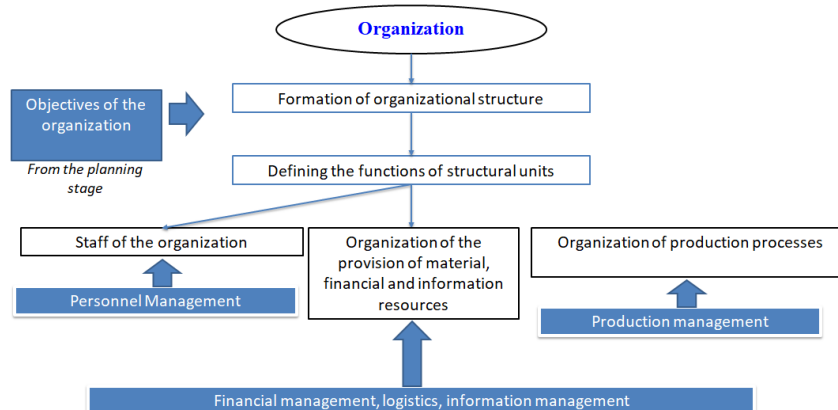 Organization
Formation of organizational structure
Objectives of the
organization
From the planning
stage
Defining the functions of structural units
Staff of the organization
Organization of the
provision of material,
financial and information
resources
Organization of production processes
Personnel Management
Production management
Financial management, logistics, information management